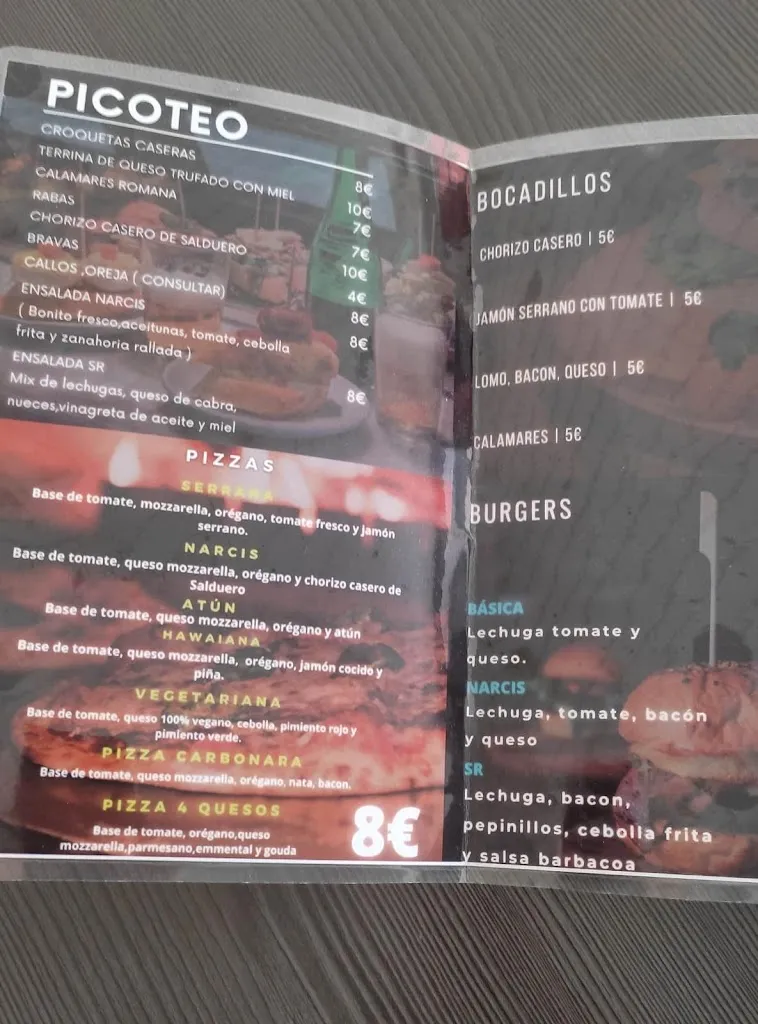 PICOTEO
CROQUETAS CASERAS
TERRINA DE QUESO TRUFADO CON MIEL 8€
CALAMARES ROMANA 10€
RABAS 7€
CHORIZO CASERO DE SALDUERO 7€
BRAVAS 10€
CALLOS ,OREJA ( CONSULTAR) 4€
ENSALADA NARCIS 8€
( Bonito fresco,aceitunas, tomate, cebolla 8€
frita y zanahoria rallada )
ENSALADA SR
Mix de lechugas, queso de cabra, 8€
nueces,vinagreta de aceite y miel
PIZZAS
SERRANA
Base de tomate, mozzarella, orégano, tomate fresco y jamón
serrano.
NARCIS
Base de tomate, queso mozzarella, orégano y chorizo casero de
Salduero
ATÚN
Base de tomate, queso mozzarella, orégano y atún
HAWAIANA
Base de tomate, queso mozzarella, orégano, jamón cocido y
piña.
VEGETARIANA
Base de tomate, queso 100% vegano, cebolla, pimiento rojo y
pimiento verde.
PIZZA CARBONARA
Base de tomate, queso mozzarella, orégano, nata, bacon.
PIZZA 4 QUESOS
Base de tomate, orégano,queso
mozzarella,parmesano,emmental y gouda
8€
BOCADILLOS
CHORIZO CASERO | 5€
JAMÓN SERRANO CON TOMATE | 5€
LOMO, BACON, QUESO | 5€
CALAMARES | 5€
BURGERS
BÁSICA
Lechuga tomate y
queso.
NARCIS
Lechuga, tomate, bacón
y queso
SR
Lechuga, bacon,
pepinillos, cebolla frita
y salsa barbacoa